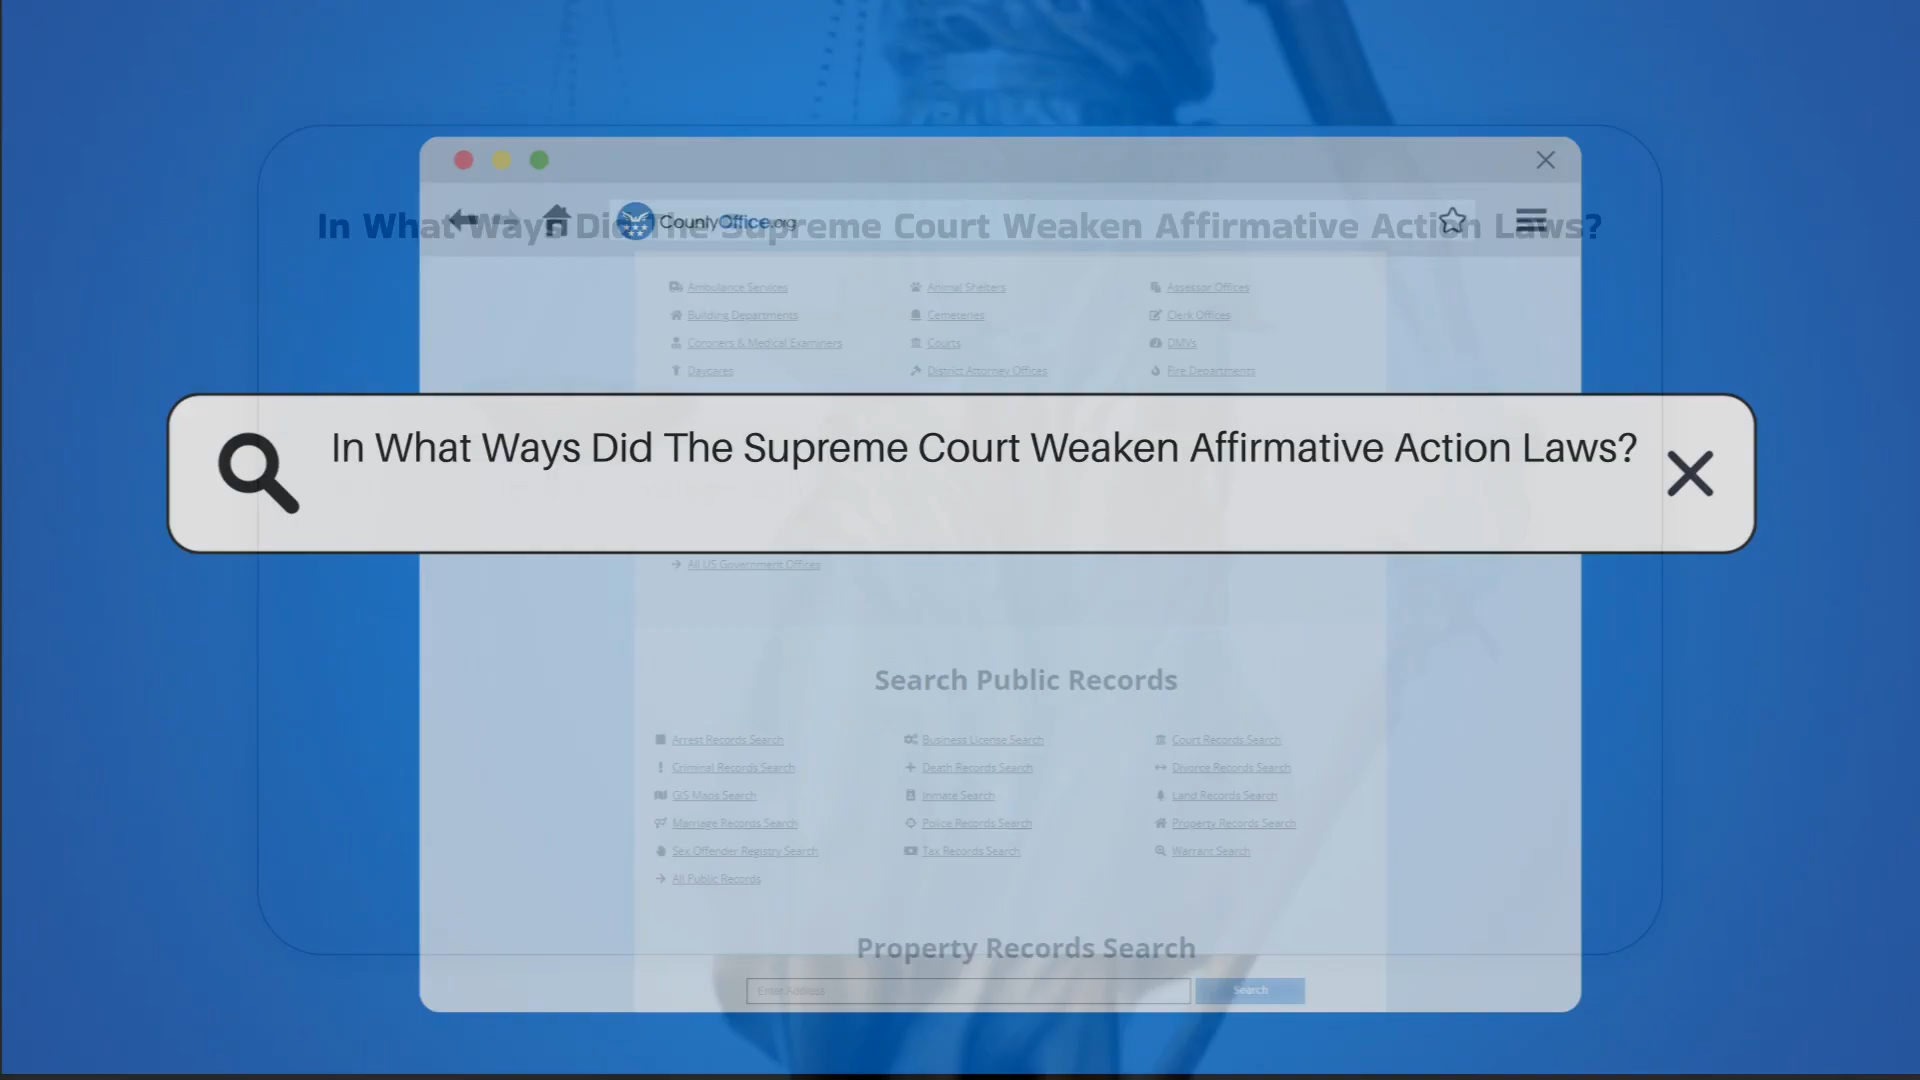 In What Ways Did The Supreme Court Weaken Affirmative Action Laws?
CountyOffice.org
Ambulance Services
Animal Shelters
Assessor Offices
Building Departments
Cemeteries
Clerk Offices
Coroners & Medical Examiners
Courts
DMVs
Daycares
District Attorney Offices
Fire Departments
In What Ways Did The Supreme Court Weaken Affirmative Action Laws?
All US Government Offices
Search Public Records
Arrest Records Search
Business License Search
Court Records Search
Criminal Records Search
Death Records Search
Divorce Records Search
GIS Maps Search
Inmate Search
Land Records Search
Marriage Records Search
Police Records Search
Property Records Search
Sex Offender Registry Search
Tax Records Search
Warrant Search
All Public Records
Property Records Search
Enter Address
Search